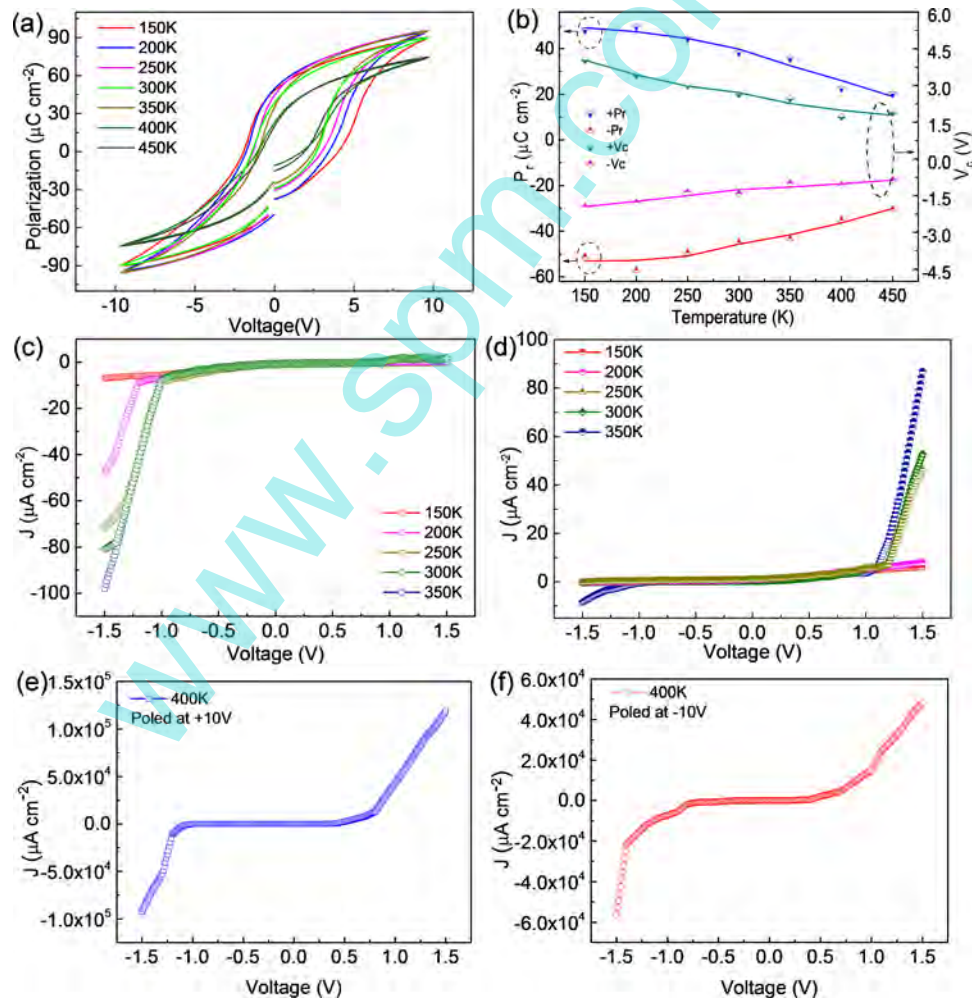 (a)
150K
200K
250K
300K
350K
400K
450K
90
60
30
0
-30
-60
-90
Polarization (μC cm⁻²)
-10
-5
0
5
10
Voltage(V)
(b)
40
20
0
-20
-40
-60
Pr (μC cm⁻²)
+Pr
-Pr
+Vc
-Vc
6.0
4.5
3.0
1.5
0.0
-1.5
-3.0
-4.5
Vc (V)
150
200
250
300
350
400
450
Temperature (K)
(c)
0
-20
-40
-60
-80
-100
J (μA cm⁻²)
150K
200K
250K
300K
350K
-1.5
-1.0
-0.5
0.0
0.5
1.0
1.5
Voltage (V)
(d)
150K
200K
250K
300K
350K
100
80
60
40
20
0
J (μA cm⁻²)
-1.5
-1.0
-0.5
0.0
0.5
1.0
1.5
Voltage (V)
(e)
400K
Poled at +10V
1.5x10⁵
1.0x10⁵
5.0x10⁴
0.0
-5.0x10⁴
-1.0x10⁵
J (μA cm⁻²)
-1.5
-1.0
-0.5
0.0
0.5
1.0
1.5
Voltage (V)
(f)
400K
Poled at -10V
6.0x10⁴
4.0x10⁴
2.0x10⁴
0.0
-2.0x10⁴
-4.0x10⁴
-6.0x10⁴
J (μA cm⁻²)
-1.5
-1.0
-0.5
0.0
0.5
1.0
1.5
Voltage (V)
www.spm.co